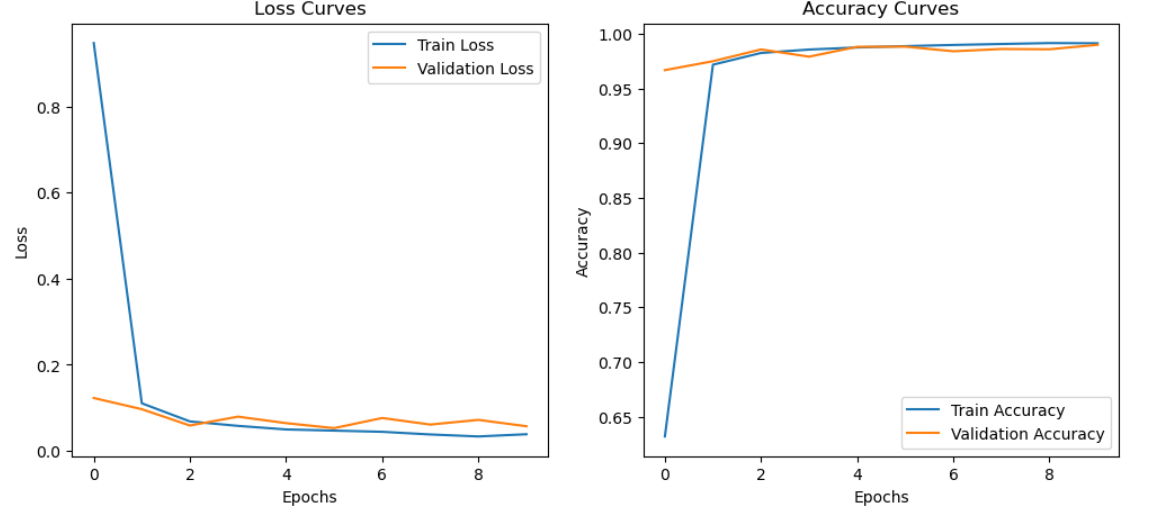 Loss Curves
Train Loss
Validation Loss
0.8
0.6
0.4
0.2
0.0
Loss
0 2 4 6 8
Epochs
Accuracy Curves
1.00
0.95
0.90
0.85
0.80
0.75
0.70
0.65
Accuracy
Train Accuracy
Validation Accuracy
0 2 4 6 8
Epochs